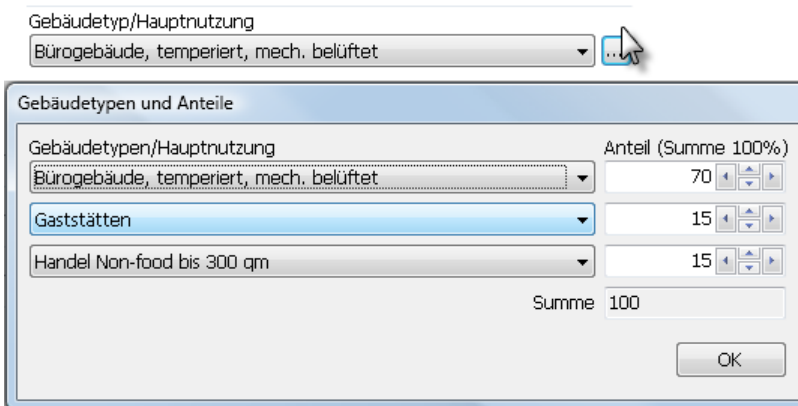 Gebäudetyp/Hauptnutzung
Bürogebäude, temperiert, mech. belüftet ...
Gebäudetypen und Anteile
Gebäudetypen/Hauptnutzung Anteil (Summe 100%)
Bürogebäude, temperiert, mech. belüftet 70
Gaststätten 15
Handel Non-food bis 300 qm 15
Summe 100
OK